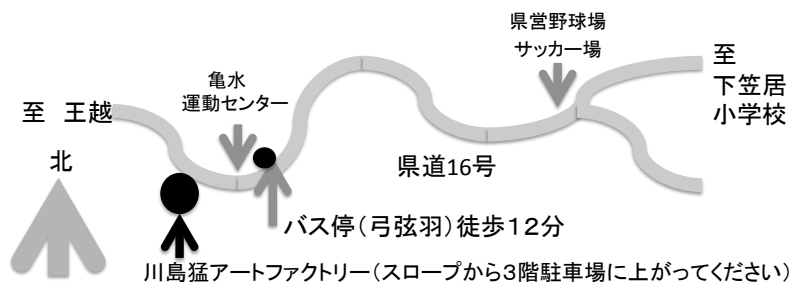 県営野球場
サッカー場
至
下笠居
小学校
亀水
運動センター
至　王越
北
県道16号
バス停（弓弦羽）徒歩１２分
川島猛アートファクトリー（スロープから３階駐車場に上がってください）